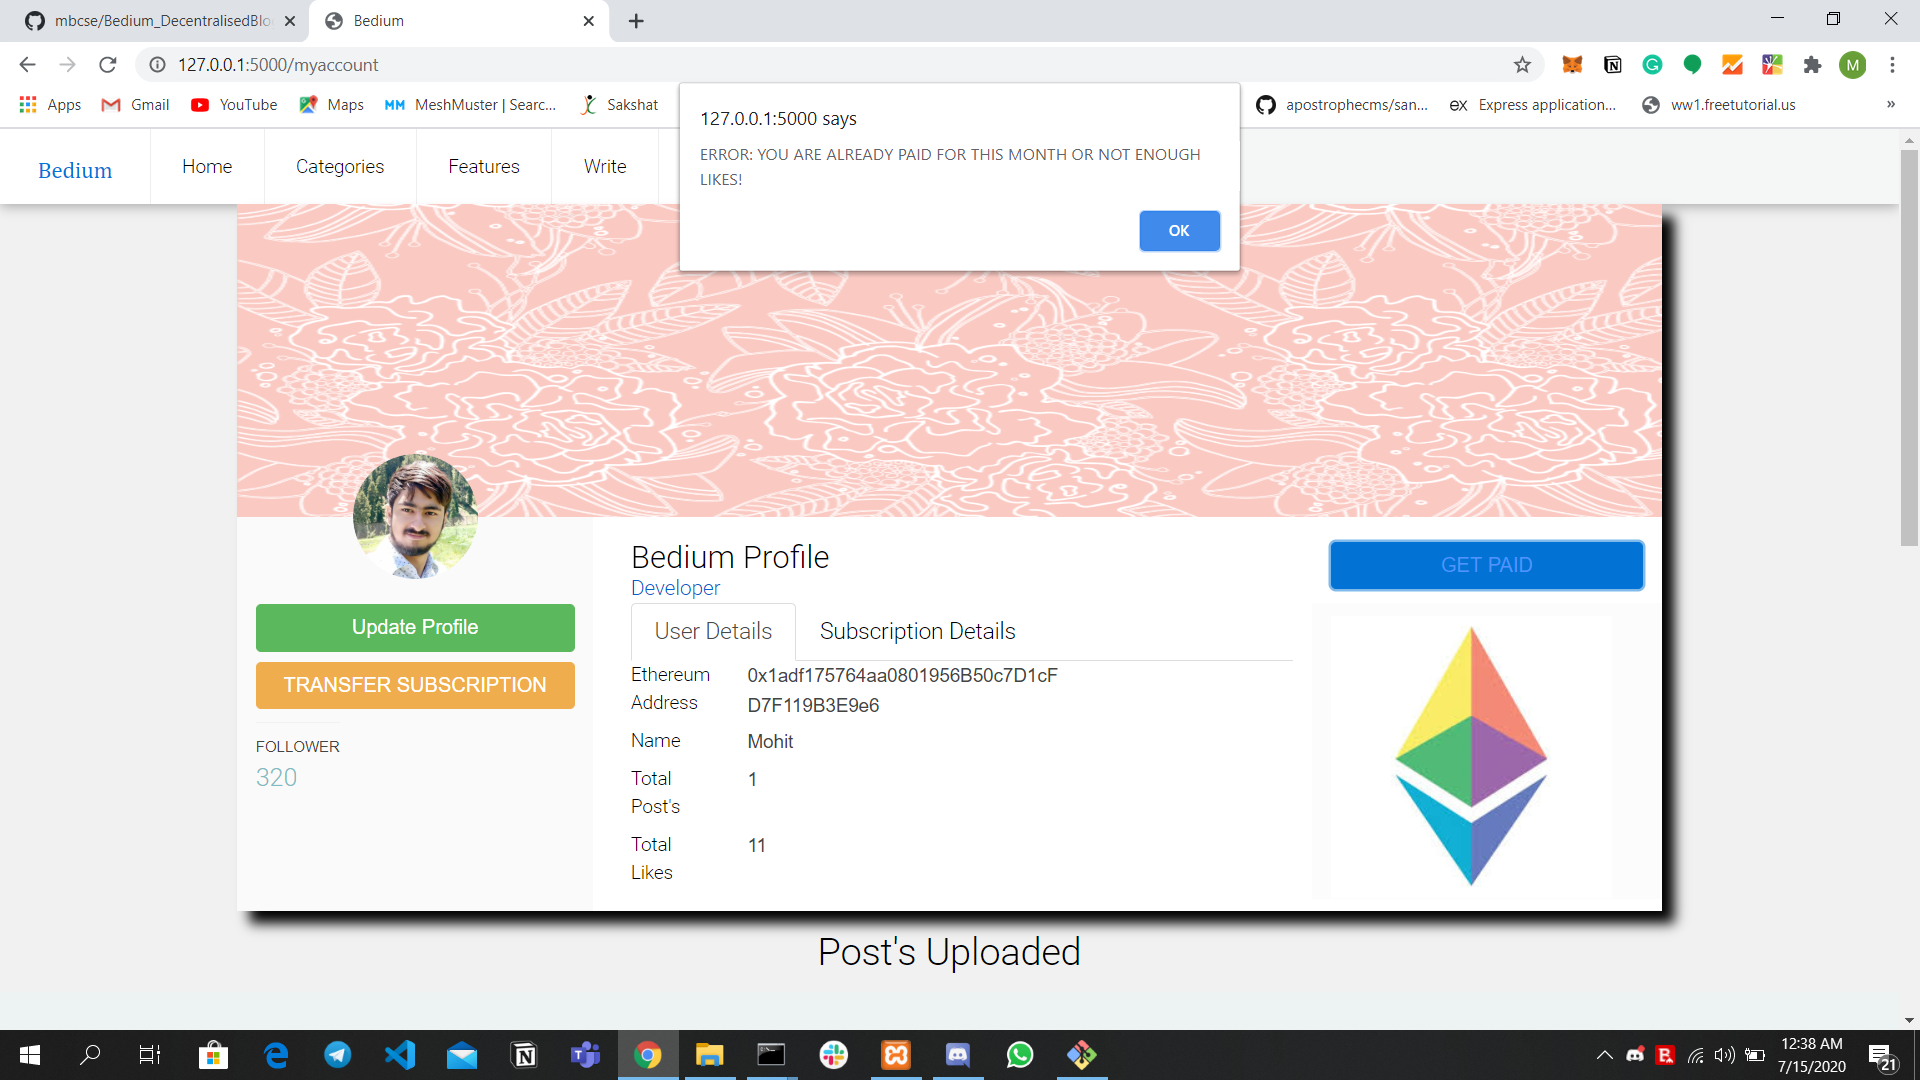 mbcse/Bedium_DecentralisedBlo
Bedium
127.0.0.1:5000/myaccount
M
Apps
Gmail
YouTube
Maps
MM MeshMuster | Searc...
Sakshat
apostrophecms/san...
ex Express application...
ww1.freetutorial.us
»
127.0.0.1:5000 says
ERROR: YOU ARE ALREADY PAID FOR THIS MONTH OR NOT ENOUGH
LIKES!
OK
Bedium
Home
Categories
Features
Write
Bedium Profile
Developer
GET PAID
Update Profile
TRANSFER SUBSCRIPTION
FOLLOWER
320
User Details
Subscription Details
Ethereum
Address
0x1adf175764aa0801956B50c7D1cF
D7F119B3E9e6
Name
Mohit
Total
Post's
1
Total
Likes
11
Post's Uploaded
12:38 AM
7/15/2020
21